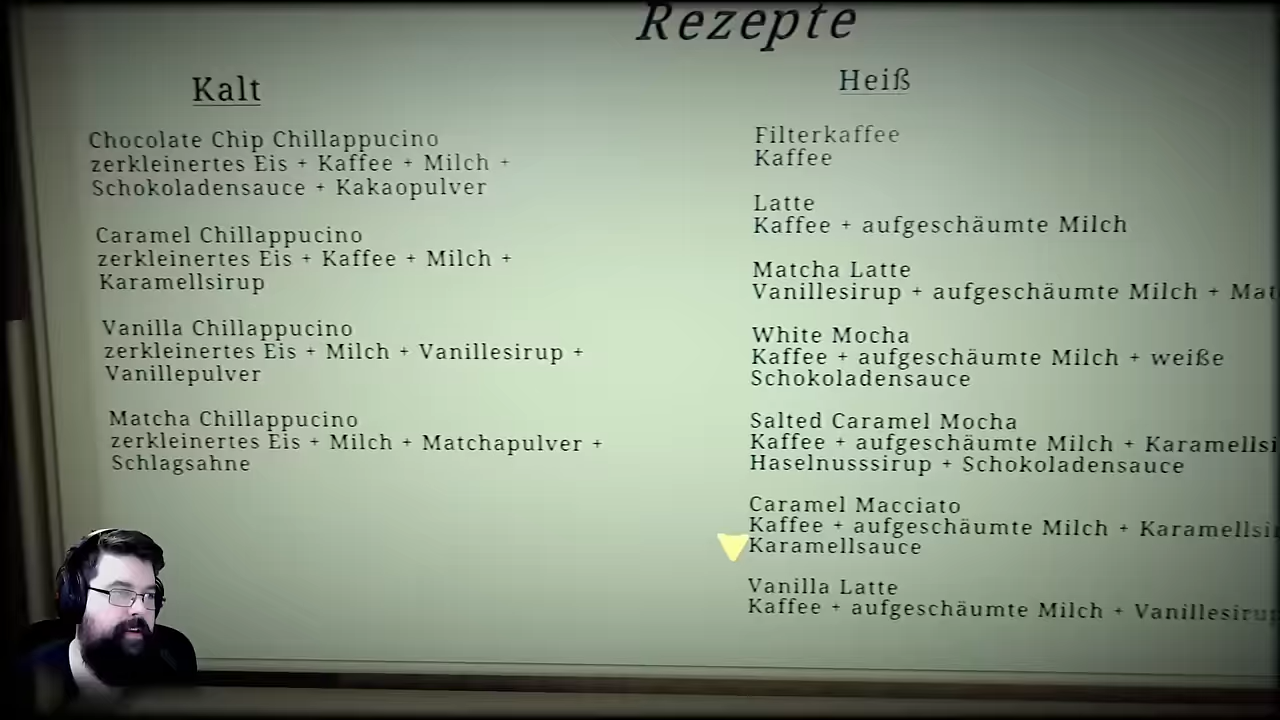 Rezepte
Kalt
Chocolate Chip Chillappucino
zerkleinertes Eis + Kaffee + Milch +
Schokoladensauce + Kakaopulver
Caramel Chillappucino
zerkleinertes Eis + Kaffee + Milch +
Karamellsirup
Vanilla Chillappucino
zerkleinertes Eis + Milch + Vanillesirup +
Vanillepulver
Matcha Chillappucino
zerkleinertes Eis + Milch + Matchapulver +
Schlagsahne
Heiß
Filterkaffee
Kaffee
Latte
Kaffee + aufgeschäumte Milch
Matcha Latte
Vanillesirup + aufgeschäumte Milch +
White Mocha
Kaffee + aufgeschäumte Milch + weiße
Schokoladensauce
Salted Caramel Mocha
Kaffee + aufgeschäumte Milch + Karamellsi
Haselnusssirup + Schokoladensauce
Caramel Macciato
Kaffee + aufgeschäumte Milch + Karamellsi
Karamellsauce
Vanilla Latte
Kaffee + aufgeschäumte Milch + Vanillesirup